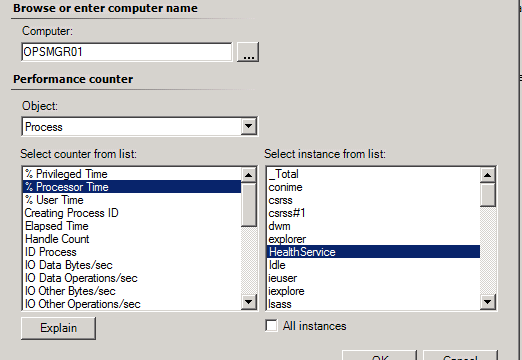 Browse or enter computer name
Computer:
OPSMGR01
...
Performance counter
Object:
Process
Select counter from list:
% Privileged Time
% Processor Time
% User Time
Creating Process ID
Elapsed Time
Handle Count
ID Process
IO Data Bytes/sec
IO Data Operations/sec
IO Other Bytes/sec
IO Other Operations/sec
Explain
Select instance from list:
_Total
conime
csrss
csrss#1
dwm
explorer
HealthService
Idle
ieuser
iexplore
lsass
All instances
OK
Cancel